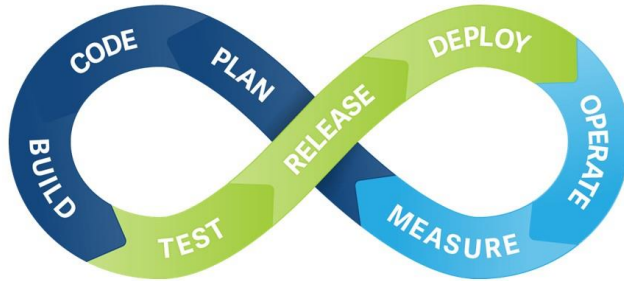 PLAN
CODE
BUILD
TEST
RELEASE
DEPLOY
OPERATE
MEASURE